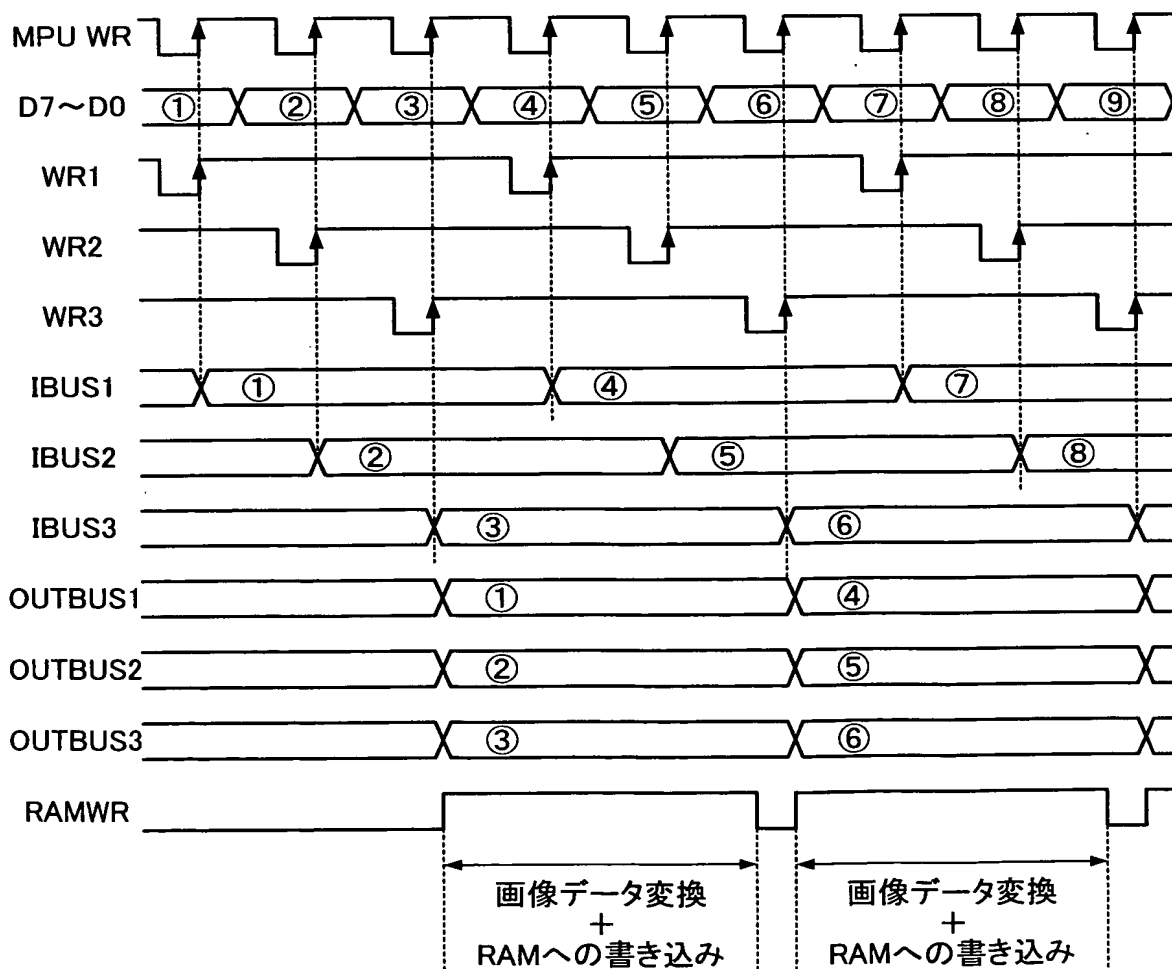 MPU WR
D7～D0 ① ② ③ ④ ⑤ ⑥ ⑦ ⑧ ⑨
WR1
WR2
WR3
IBUS1 ① ④ ⑦
IBUS2 ② ⑤ ⑧
IBUS3 ③ ⑥
OUTBUS1 ① ④
OUTBUS2 ② ⑤
OUTBUS3 ③ ⑥
RAMWR
画像データ変換
+
RAMへの書き込み
画像データ変換
+
RAMへの書き込み